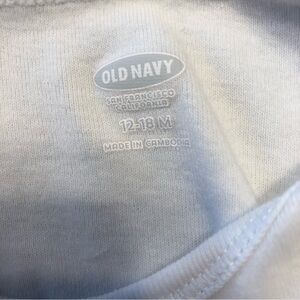 OLD NAVY
SAN FRANCISCO
CALIFORNIA
12-18 M
MADE IN CAMBODIA